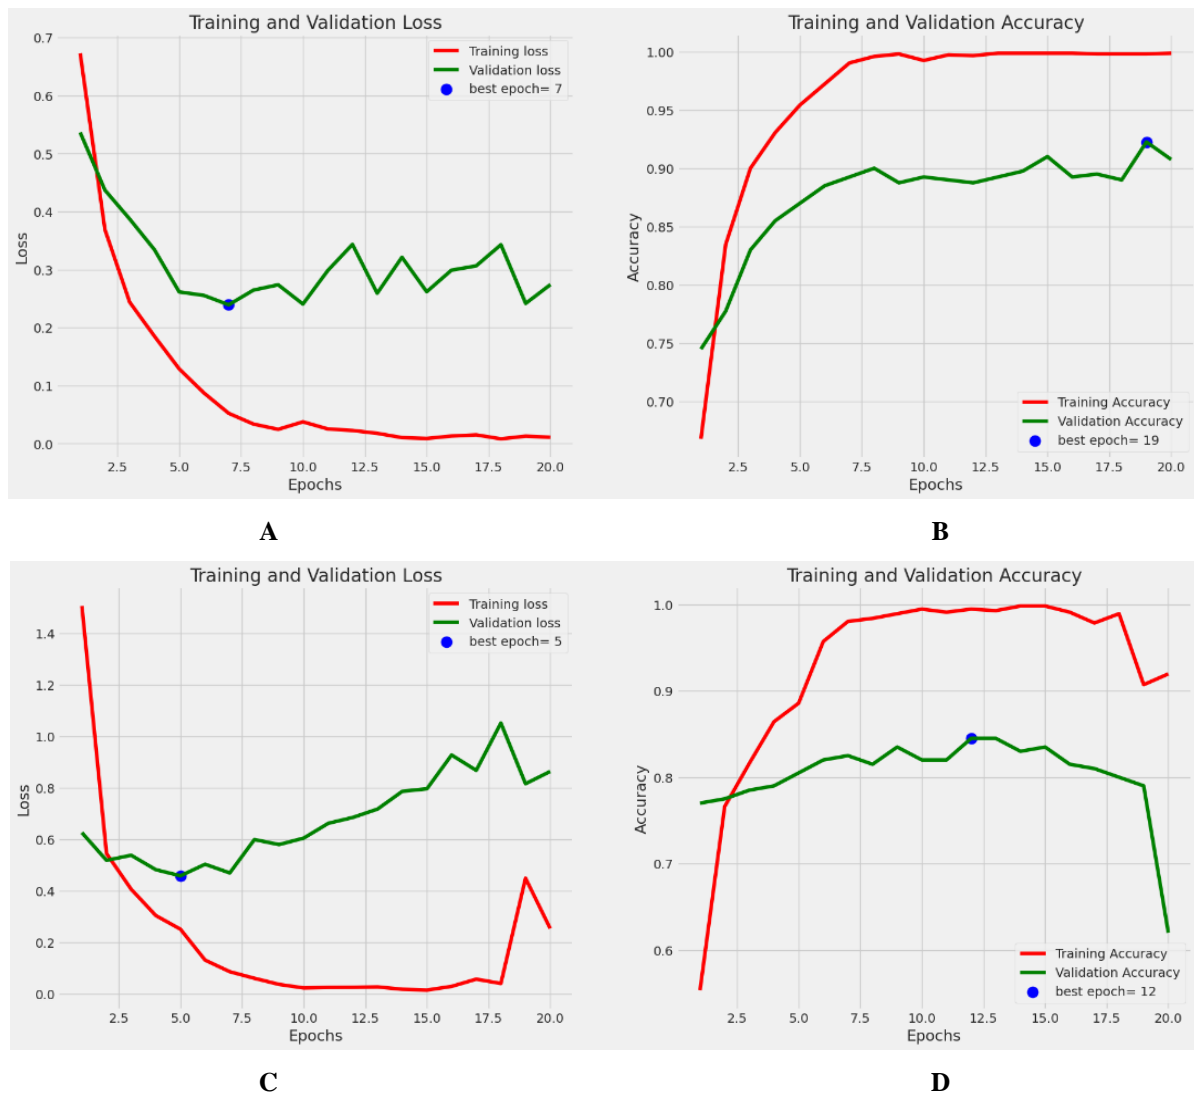 Training and Validation Loss
0.7
0.6
0.5
0.4
0.3
0.2
0.1
0.0
Loss
Training loss
Validation loss
best epoch= 7
2.5 5.0 7.5 10.0 12.5 15.0 17.5 20.0
Epochs
A
Training and Validation Accuracy
1.00
0.95
0.90
0.85
0.80
0.75
0.70
Accuracy
Training Accuracy
Validation Accuracy
best epoch= 19
2.5 5.0 7.5 10.0 12.5 15.0 17.5 20.0
Epochs
B
Training and Validation Loss
1.4
1.2
1.0
0.8
0.6
0.4
0.2
0.0
Loss
Training loss
Validation loss
best epoch= 5
2.5 5.0 7.5 10.0 12.5 15.0 17.5 20.0
Epochs
C
Training and Validation Accuracy
1.0
0.9
0.8
0.7
0.6
Accuracy
Training Accuracy
Validation Accuracy
best epoch= 12
2.5 5.0 7.5 10.0 12.5 15.0 17.5 20.0
Epochs
D